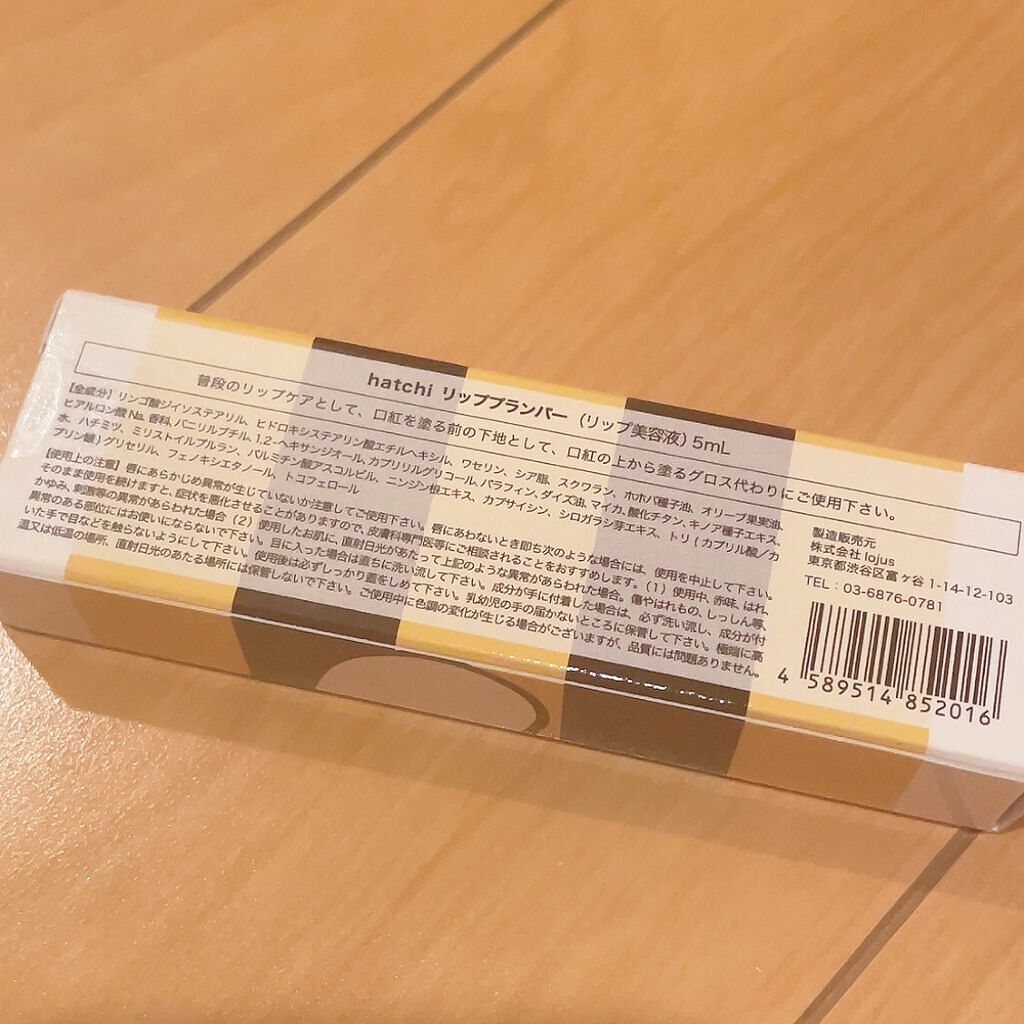 hatchi リッププランパー (リップ美容液) 5mL
普段のリップケアとして、口紅を塗る前の下地として、口紅の上から塗るグロス代わりにご使用下さい。
【全成分】リンゴ酸ジイソステアリル、ヒドロキシステアリン酸エチルヘキシル、ワセリン、シア脂、スクワラン、ホホバ種子油、オリーブ果実油、
ヒアルロン酸Na、香料、バニリルブチル、1,2-ヘキサンジオール、カプリリルグリコール、パラフィン、ダイズ油、マイカ、酸化チタン、キノア種子エキス、
水、ハチミツ、ミリストイルプルラン、パルミチン酸アスコルビル、ニンジン根エキス、カプサイシン、シロガラシ芽エキス、トリ(カプリル酸/カ
プリン酸)グリセリル、フェノキシエタノール、トコフェロール
【使用上の注意】唇にあらかじめ異常が生じていないか注意してご使用下さい。唇にあわないとき即ち次のような場合には、使用を中止して下さい。
そのまま使用を続けますと、症状を悪化させることがありますので、皮膚科専門医等にご相談されることをおすすめします。(1)使用中、赤味、はれ、
かゆみ、刺激等の異常があらわれた場合(2)使用したお肌に、直射日光があたって上記のような異常があらわれた場合。傷やはれもの、しっしん等、
異常のある部位にはお使いにならないで下さい。目に入った場合は直ちに洗い流して下さい。成分が手に付着した場合は、必ず洗い流し、成分が付
いた手で目などを触らないようにして下さい。使用後は必ずしっかり蓋をしめて下さい。乳幼児の手の届かないところに保管して下さい。極端に高
温又は低温の場所、直射日光のあたる場所には保管しないで下さい。ご使用中に色調の変化が生じる場合がございますが、品質には問題ありません。
製造販売元
株式会社 lojus
東京都渋谷区富ヶ谷 1-14-12-103
TEL : 03-6876-0781
4 589514 852016